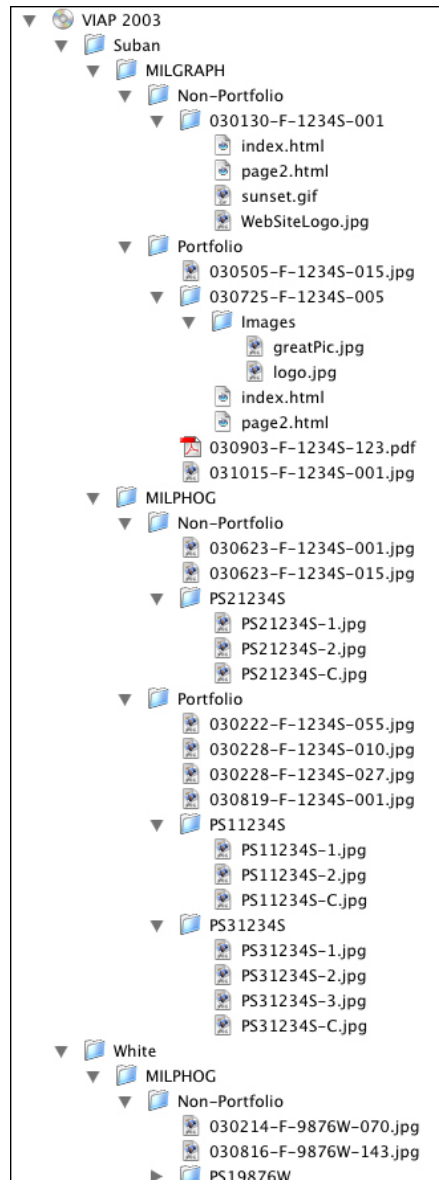 VIAP 2003
Suban
MILGRAPH
Non-Portfolio
030130-F-1234S-001
index.html
page2.html
sunset.gif
WebSiteLogo.jpg
Portfolio
030505-F-1234S-015.jpg
030725-F-1234S-005
Images
greatPic.jpg
logo.jpg
index.html
page2.html
030903-F-1234S-123.pdf
031015-F-1234S-001.jpg
MILPHOG
Non-Portfolio
030623-F-1234S-001.jpg
030623-F-1234S-015.jpg
PS21234S
PS21234S-1.jpg
PS21234S-2.jpg
PS21234S-C.jpg
Portfolio
030222-F-1234S-055.jpg
030228-F-1234S-010.jpg
030228-F-1234S-027.jpg
030819-F-1234S-001.jpg
PS11234S
PS11234S-1.jpg
PS11234S-2.jpg
PS11234S-C.jpg
PS31234S
PS31234S-1.jpg
PS31234S-2.jpg
PS31234S-3.jpg
PS31234S-C.jpg
White
MILPHOG
Non-Portfolio
030214-F-9876W-070.jpg
030816-F-9876W-143.jpg
PS19876W